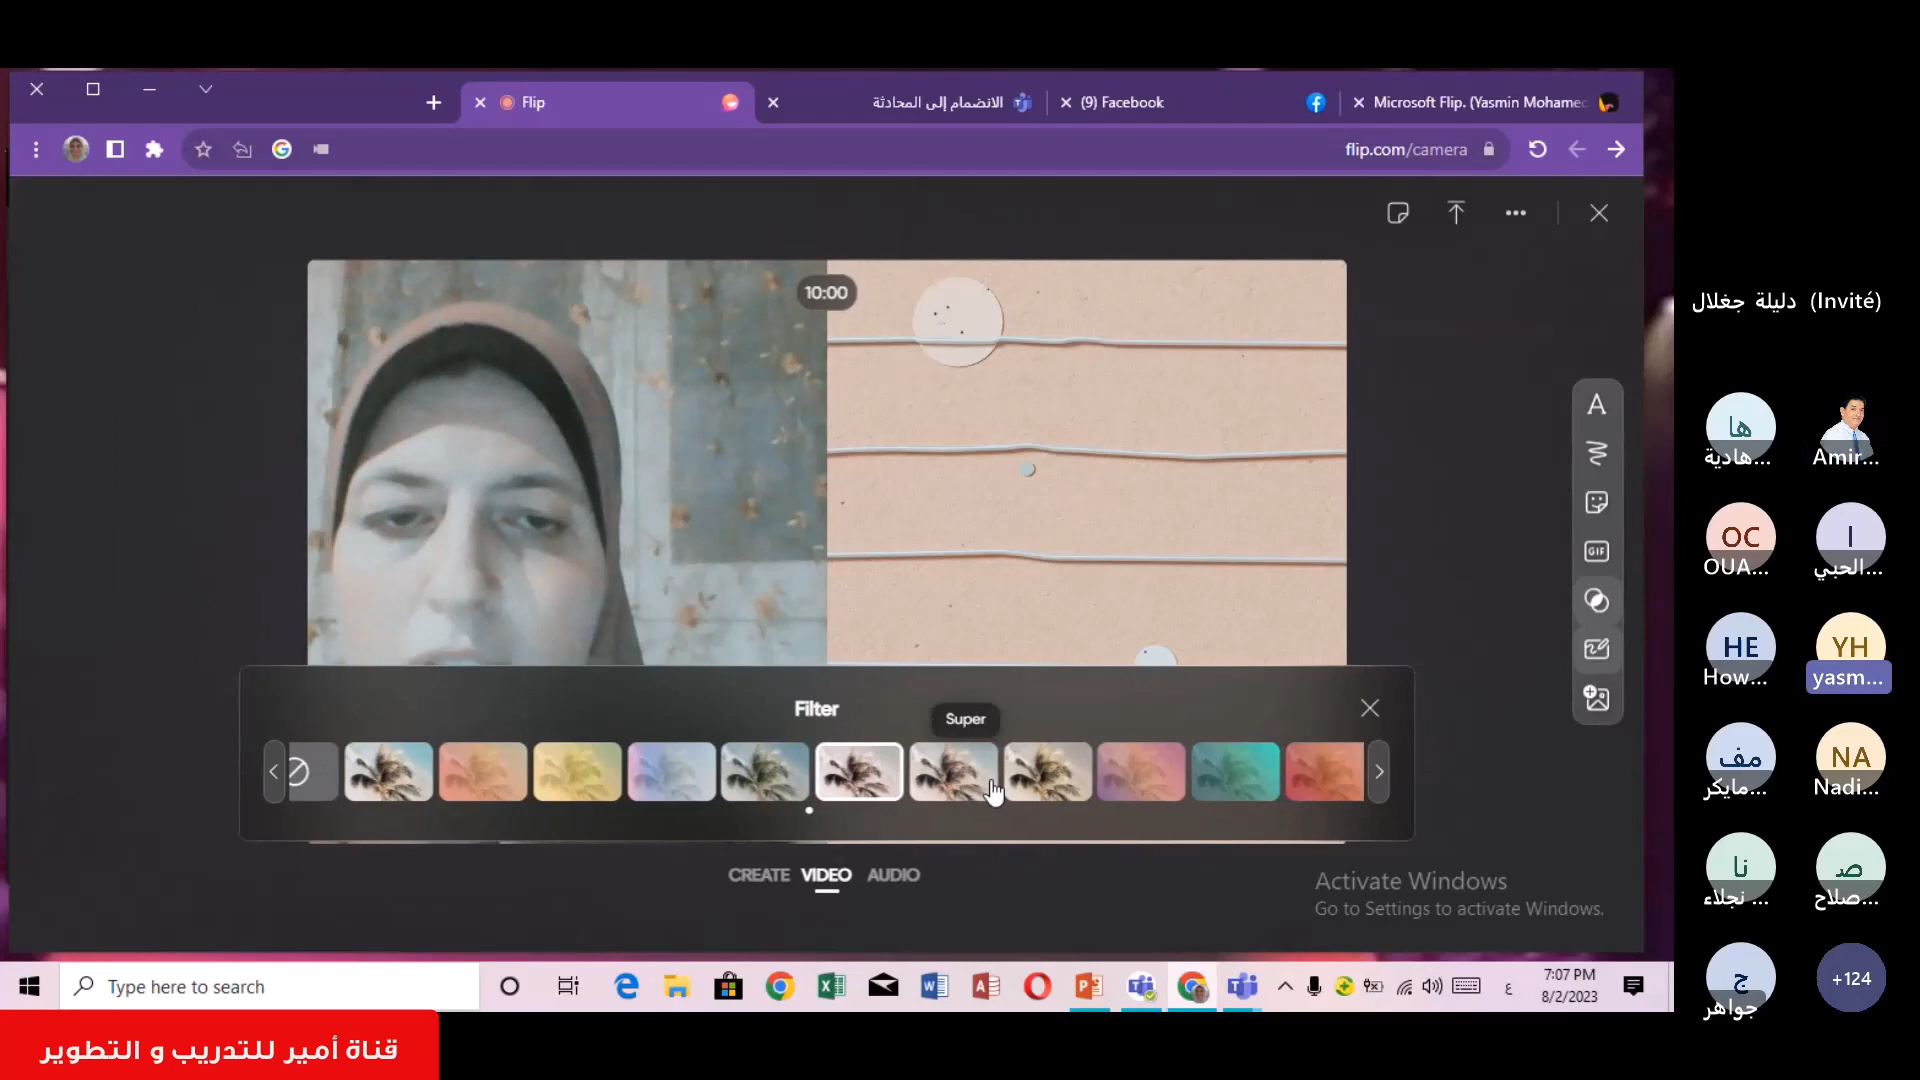 Flip
الانضمام إلى المحادثة
(9) Facebook
Microsoft Flip. (Yasmin Mohamed
flip.com/camera
10:00
A
GIF
Filter
Super
CREATE VIDEO AUDIO
Activate Windows
Go to Settings to activate Windows.
Type here to search
ع
7:07 PM
8/2/2023
قناة أمير للتدريب و التطوير
دليلة جغلال (Invité)
ها
هادية...
Amir...
OC
OUA...
ا
الحبي...
HE
How...
YH
yasm...
مف
مايكر...
NA
Nadi...
نا
نجلاء ...
ص
صلاح...
ج
جواهر
+124